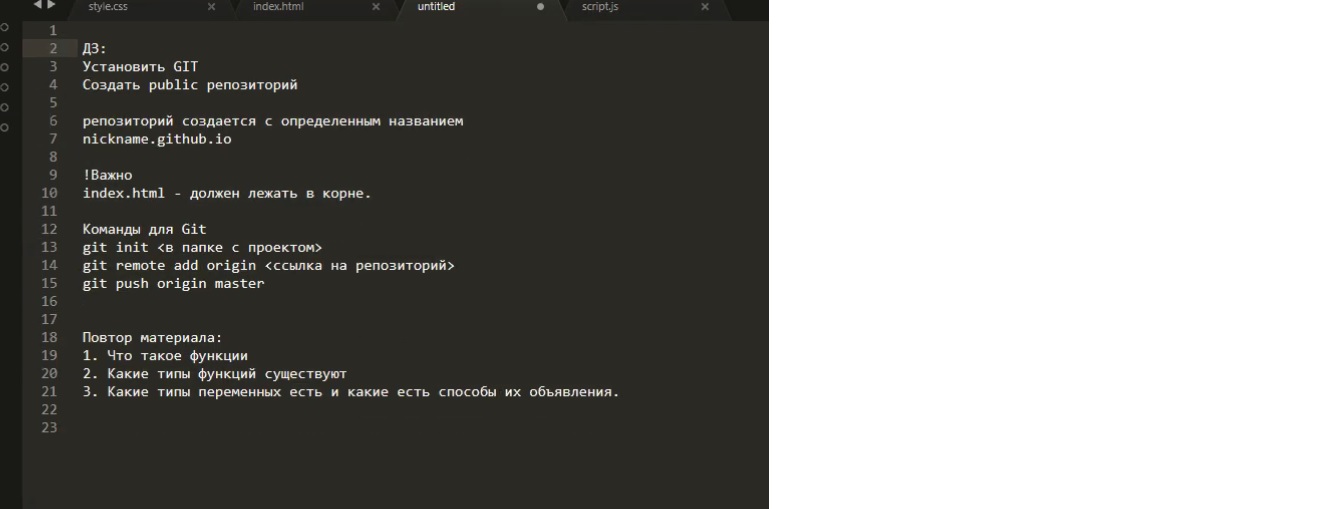 style.css index.html untitled script.js
1
2 ДЗ:
3 Установить GIT
4 Создать public репозиторий
5
6 репозиторий создается с определенным названием
7 nickname.github.io
8
9 !Важно
10 index.html - должен лежать в корне.
11
12 Команды для Git
13 git init <в папке с проектом>
14 git remote add origin <ссылка на репозиторий>
15 git push origin master
16
17
18 Повтор материала:
19 1. Что такое функции
20 2. Какие типы функций существуют
21 3. Какие типы переменных есть и какие есть способы их объявления.
22
23